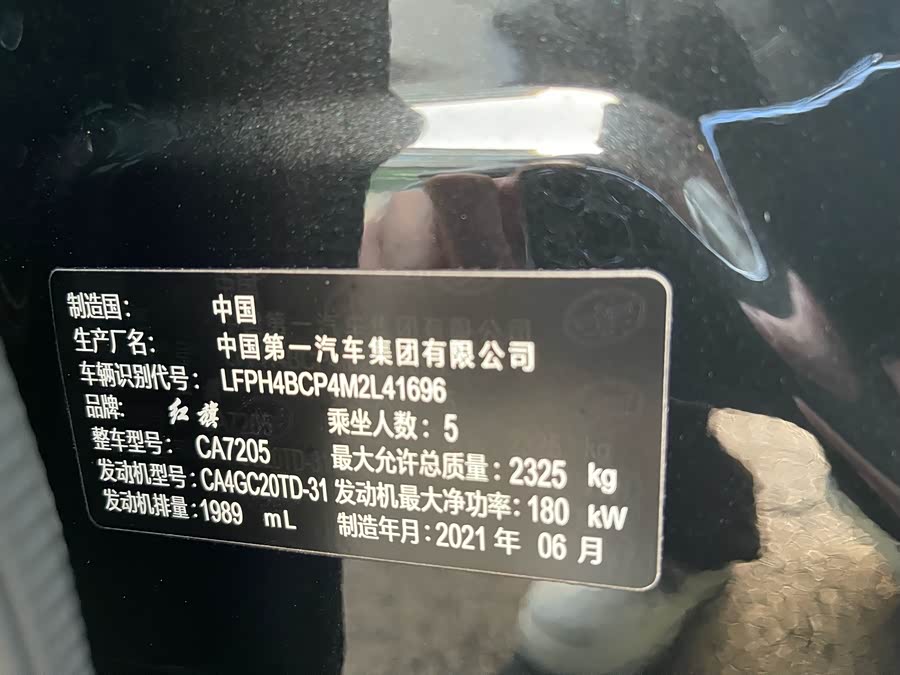 制造国: 中国
生产厂名: 中国第一汽车集团有限公司
车辆识别代号: LFPH4BCP4M2L41696
品牌: 红旗 乘坐人数: 5
整车型号: CA7205 最大允许总质量: 2325 kg
发动机型号: CA4GC20TD-31 发动机最大净功率: 180 kW
发动机排量: 1989 mL 制造年月: 2021 年 06 月